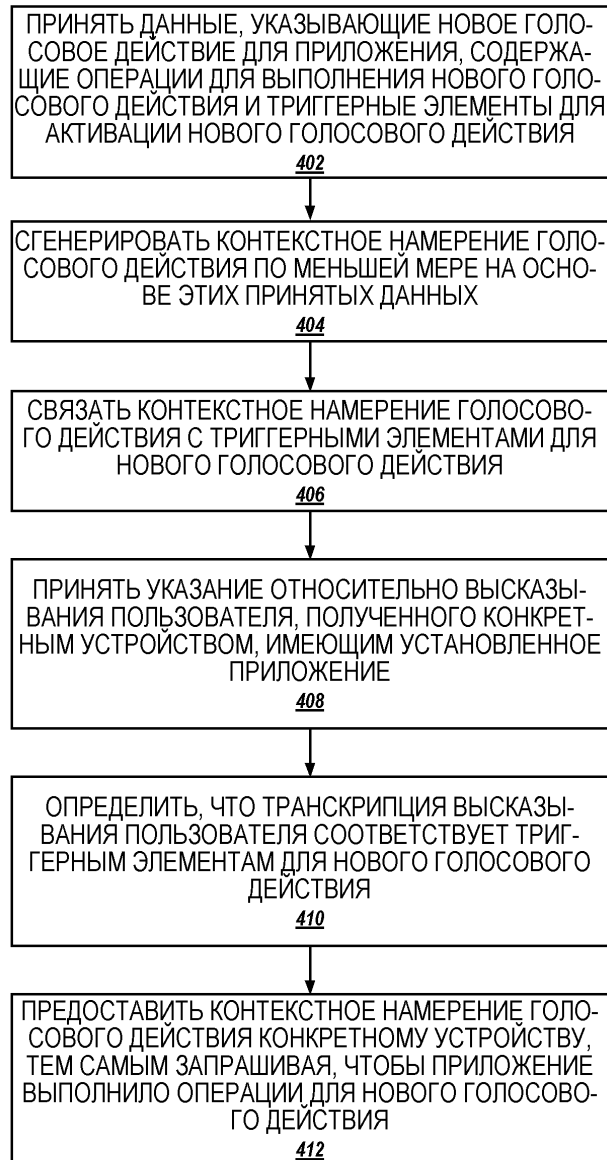 ПРИНЯТЬ ДАННЫЕ, УКАЗЫВАЮЩИЕ НОВОЕ ГОЛО-
СОВОЕ ДЕЙСТВИЕ ДЛЯ ПРИЛОЖЕНИЯ, СОДЕРЖА-
ЩИЕ ОПЕРАЦИИ ДЛЯ ВЫПОЛНЕНИЯ НОВОГО ГОЛО-
СОВОГО ДЕЙСТВИЯ И ТРИГГЕРНЫЕ ЭЛЕМЕНТЫ ДЛЯ
АКТИВАЦИИ НОВОГО ГОЛОСОВОГО ДЕЙСТВИЯ
402
СГЕНЕРИРОВАТЬ КОНТЕКСТНОЕ НАМЕРЕНИЕ ГОЛО-
СОВОГО ДЕЙСТВИЯ ПО МЕНЬШЕЙ МЕРЕ НА ОСНО-
ВЕ ЭТИХ ПРИНЯТЫХ ДАННЫХ
404
СВЯЗАТЬ КОНТЕКСТНОЕ НАМЕРЕНИЕ ГОЛОСОВО-
ГО ДЕЙСТВИЯ С ТРИГГЕРНЫМИ ЭЛЕМЕНТАМИ ДЛЯ
НОВОГО ГОЛОСОВОГО ДЕЙСТВИЯ
406
ПРИНЯТЬ УКАЗАНИЕ ОТНОСИТЕЛЬНО ВЫСКАЗЫ-
ВАНИЯ ПОЛЬЗОВАТЕЛЯ, ПОЛУЧЕННОГО КОНКРЕТ-
НЫМ УСТРОЙСТВОМ, ИМЕЮЩИМ УСТАНОВЛЕННОЕ
ПРИЛОЖЕНИЕ
408
ОПРЕДЕЛИТЬ, ЧТО ТРАНСКРИПЦИЯ ВЫСКАЗЫ-
ВАНИЯ ПОЛЬЗОВАТЕЛЯ СООТВЕТСТВУЕТ ТРИГ-
ГЕРНЫМ ЭЛЕМЕНТАМ ДЛЯ НОВОГО ГОЛОСОВОГО
ДЕЙСТВИЯ
410
ПРЕДОСТАВИТЬ КОНТЕКСТНОЕ НАМЕРЕНИЕ ГОЛО-
СОВОГО ДЕЙСТВИЯ КОНКРЕТНОМУ УСТРОЙСТВУ,
ТЕМ САМЫМ ЗАПРАШИВАЯ, ЧТОБЫ ПРИЛОЖЕНИЕ
ВЫПОЛНИЛО ОПЕРАЦИИ ДЛЯ НОВОГО ГОЛОСОВО-
ГО ДЕЙСТВИЯ
412